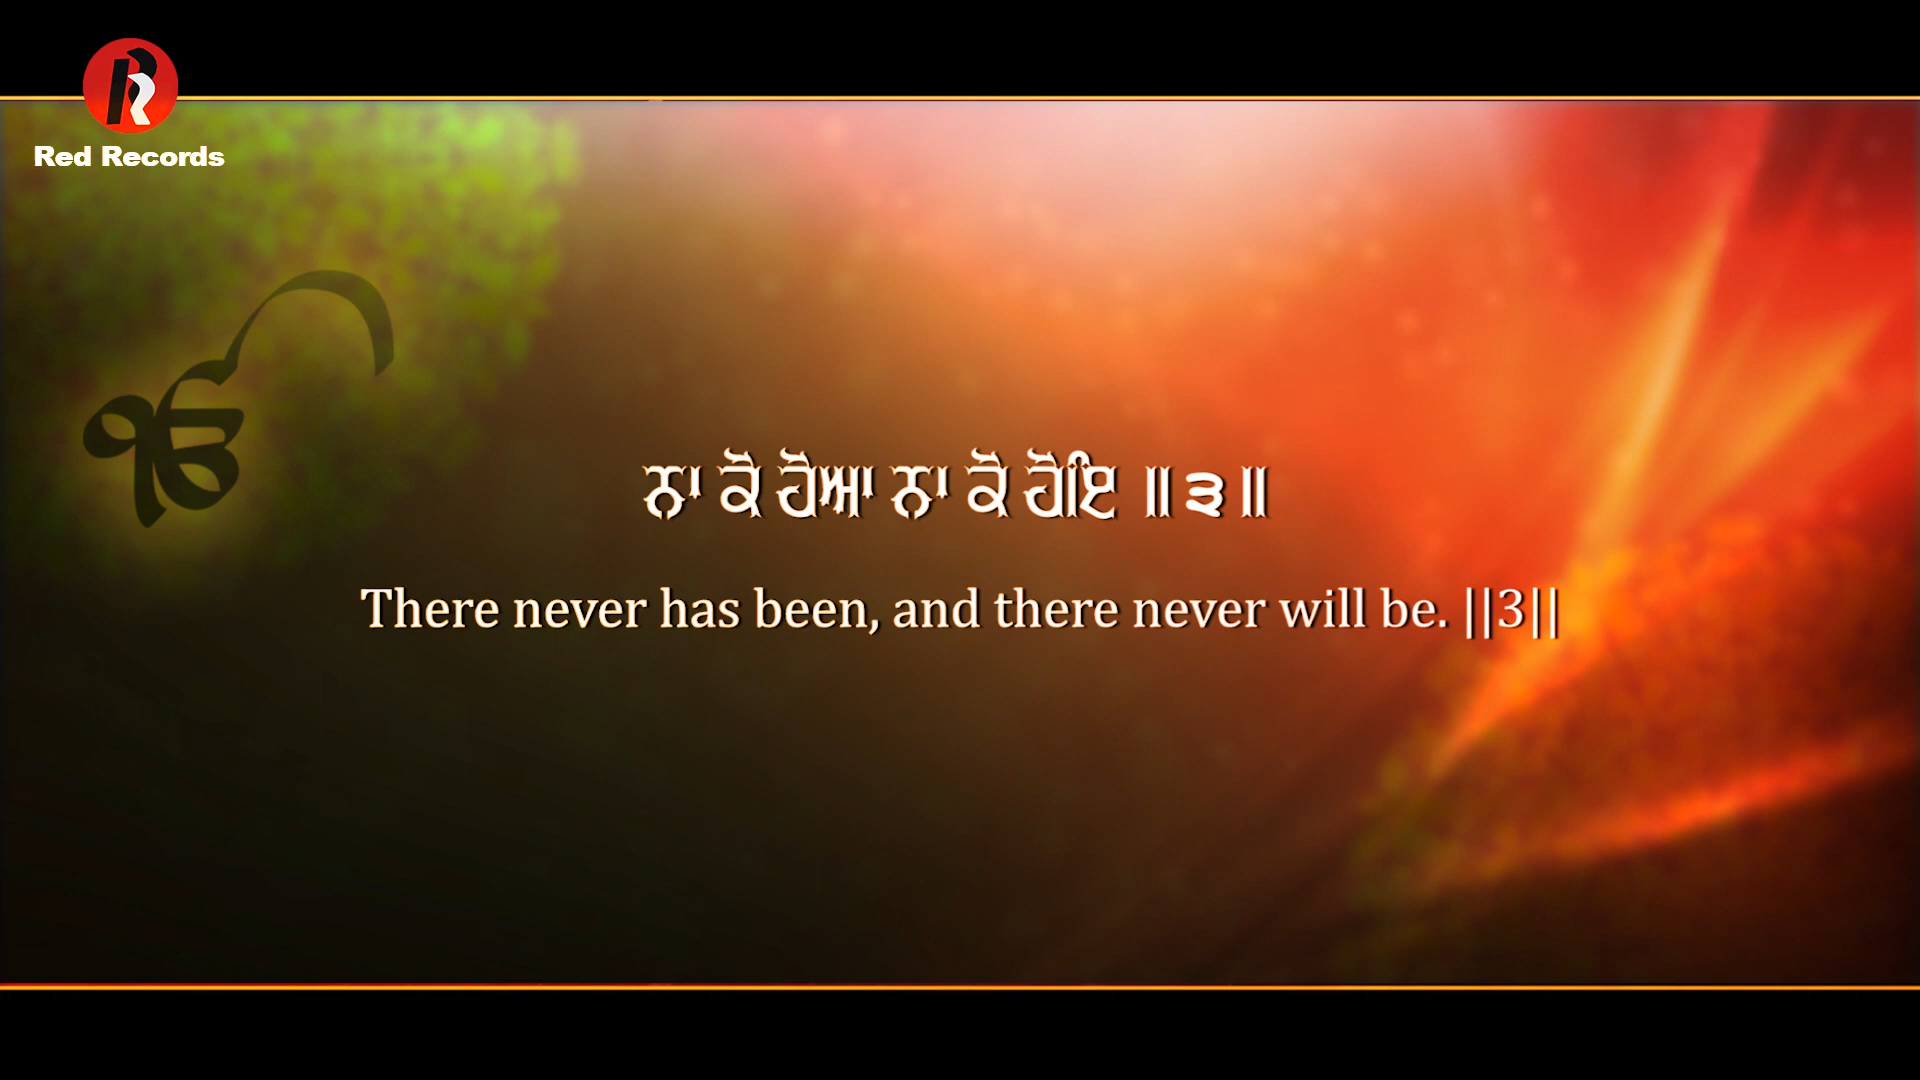 Red Records
ੴ
ਨਾ ਕੋ ਹੋਆ ਨਾ ਕੋ ਹੋਇ ॥੩॥
There never has been, and there never will be. ||3||